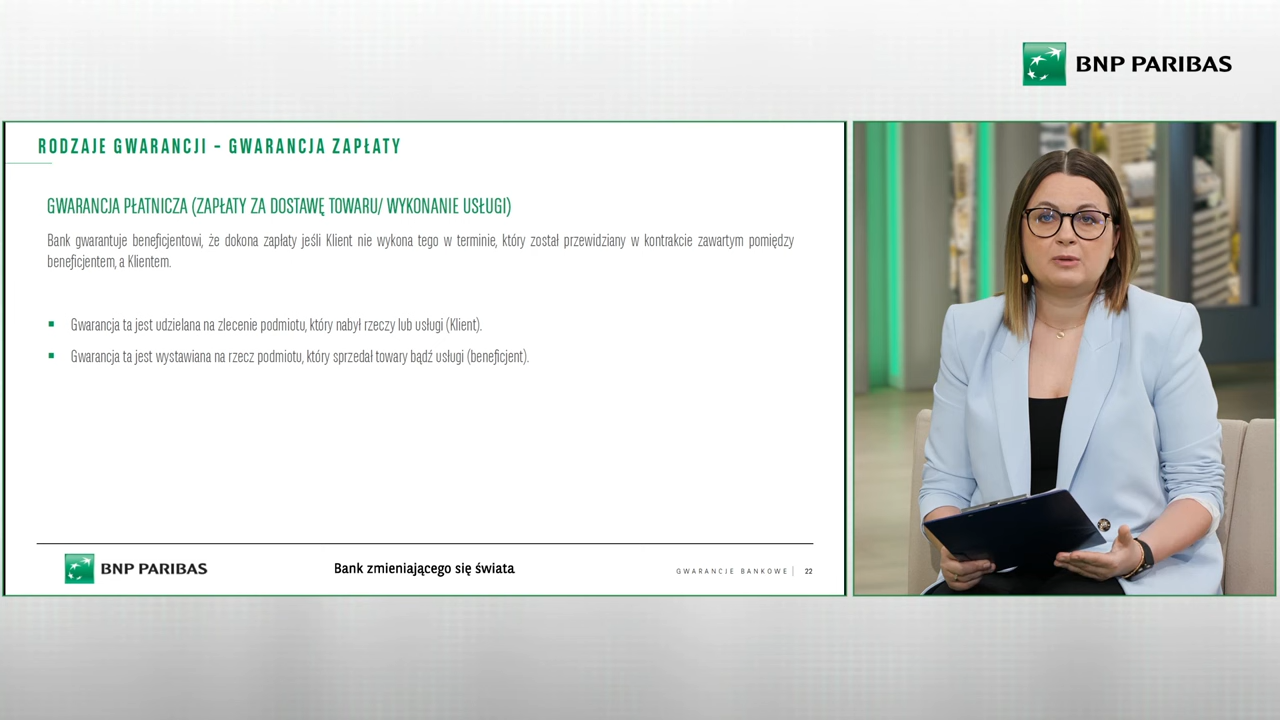 BNP PARIBAS
RODZAJE GWARANCJI – GWARANCJA ZAPŁATY
GWARANCJA PŁATNICZA (ZAPŁATY ZA DOSTAWĘ TOWARU/ WYKONANIE USŁUGI)
Bank gwarantuje beneficjentowi, że dokona zapłaty jeśli Klient nie wykona tego w terminie, który został przewidziany w kontrakcie zawartym pomiędzy
beneficjentem, a Klientem.
Gwarancja ta jest udzielana na zlecenie podmiotu, który nabył rzeczy lub usługi (Klient).
Gwarancja ta jest wystawiana na rzecz podmiotu, który sprzedał towary bądź usługi (beneficjent).
BNP PARIBAS
Bank zmieniającego się świata
GWARANCJE BANKOWE | 22